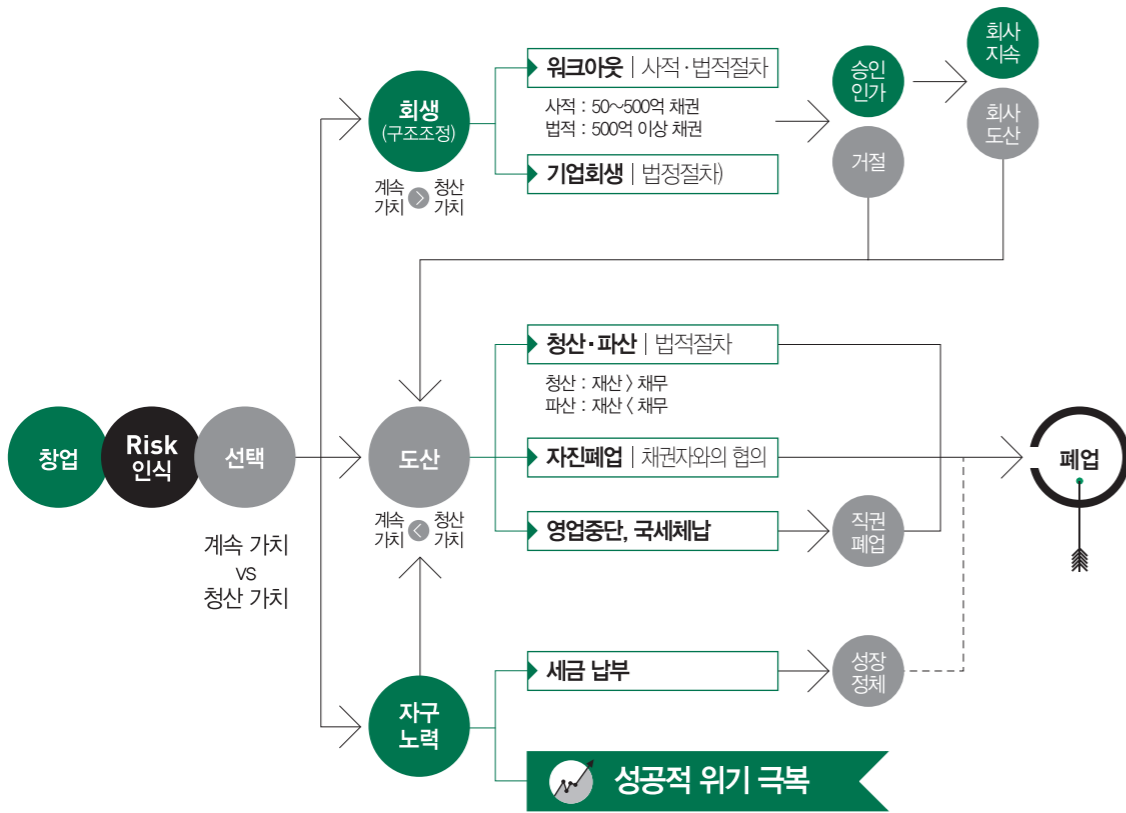 창업
Risk
인식
선택
계속 가치
VS
청산 가치
회생
(구조조정)
계속
가치
>
청산
가치
워크아웃 | 사적·법적절차
사적 : 50~500억 채권
법적 : 500억 이상 채권
기업회생 | 법정절차)
승인
인가
거절
회사
지속
회사
도산
도산
계속
가치
<
청산
가치
청산·파산 | 법적절차
청산 : 재산 > 채무
파산 : 재산 < 채무
자진폐업 | 채권자와의 협의
영업중단, 국세체납
직권
폐업
폐업
자구
노력
세금 납부
성장
정체
성공적 위기 극복